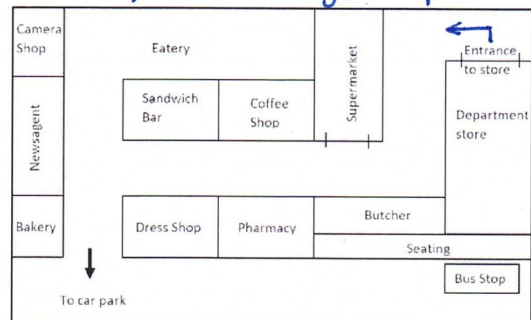 Camera
Shop
Eatery
Supermarket
Entrance
to store
Newsagent
Sandwich
Bar
Coffee
Shop
Department
store
Bakery
Dress Shop
Pharmacy
Butcher
Seating
Bus Stop
To car park